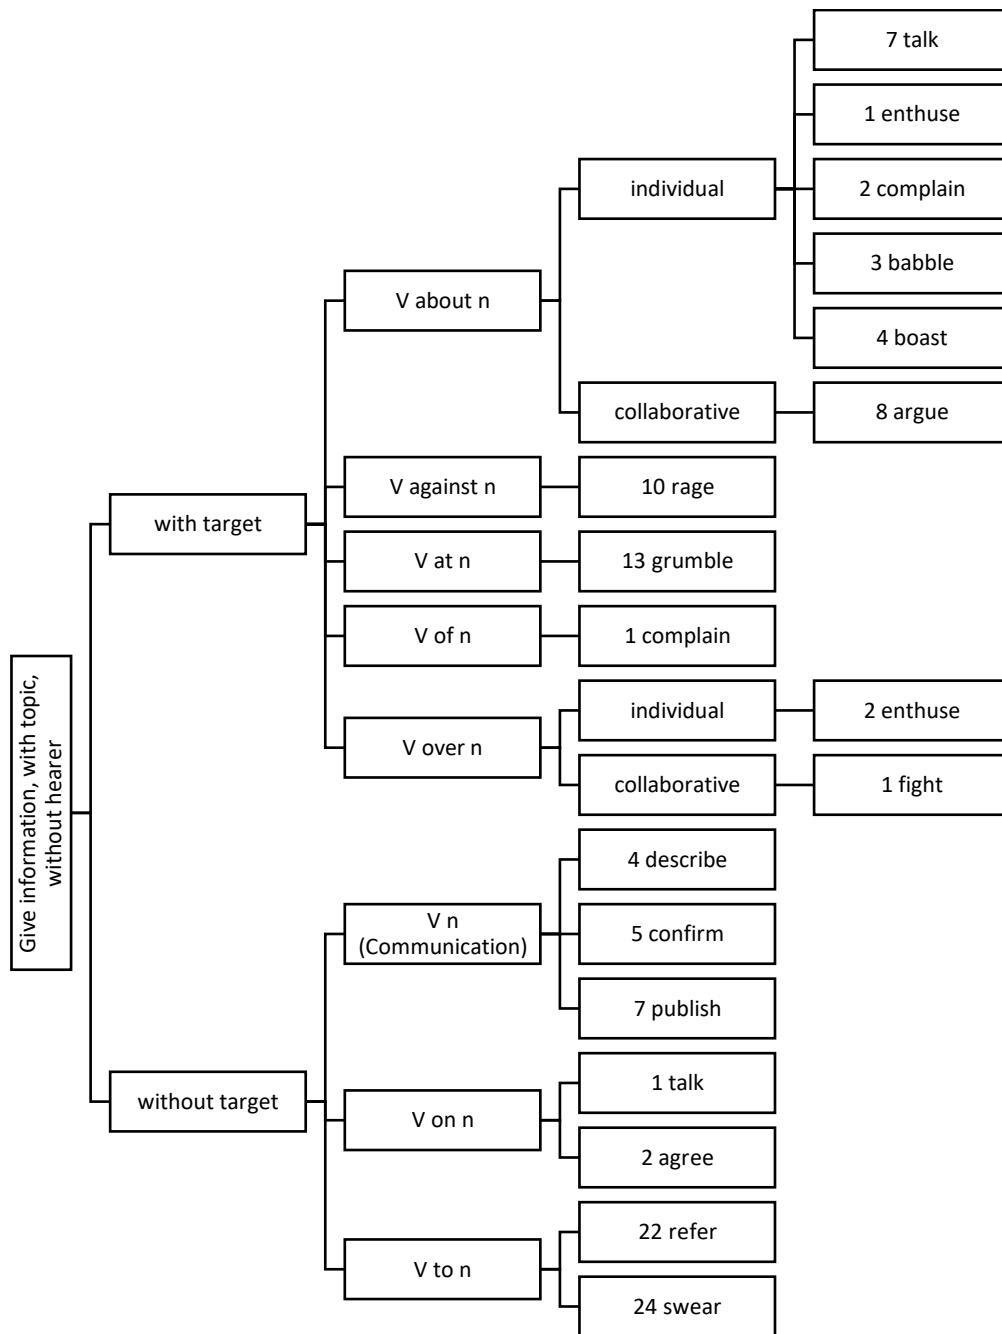 Give information, with topic,
without hearer
with target
V about n
individual
7 talk
1 enthuse
2 complain
3 babble
4 boast
collaborative
8 argue
V against n
10 rage
V at n
13 grumble
V of n
1 complain
V over n
individual
2 enthuse
collaborative
1 fight
without target
V n
(Communication)
4 describe
5 confirm
7 publish
V on n
1 talk
2 agree
V to n
22 refer
24 swear